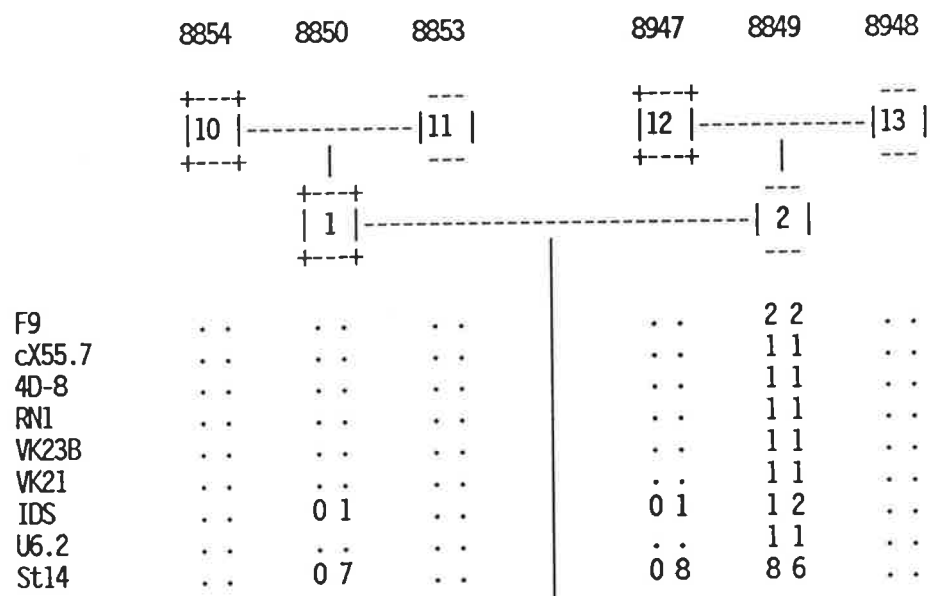 8854 8850 8853 8947 8849 8948
+----+ --- +----+ ---
|10 |--------------|11 | |12 |--------------|13 |
+----+ | --- +----+ | ---
+----+ ---
| 1 |--------------------------------| 2 |
+----+ ---
F9 . . . . . . . . 2 2 . .
cX55.7 . . . . . . . . 1 1 . .
4D-8 . . . . . . . . 1 1 . .
RN1 . . . . . . . . 1 1 . .
VK23B . . . . . . . . 1 1 . .
VK21 . . . . . . . . 1 1 . .
IDS . . 0 1 . . 0 1 1 2 . .
U6.2 . . . . . . . . 1 1 . .
St14 . . 0 7 . . 0 8 8 6 . .